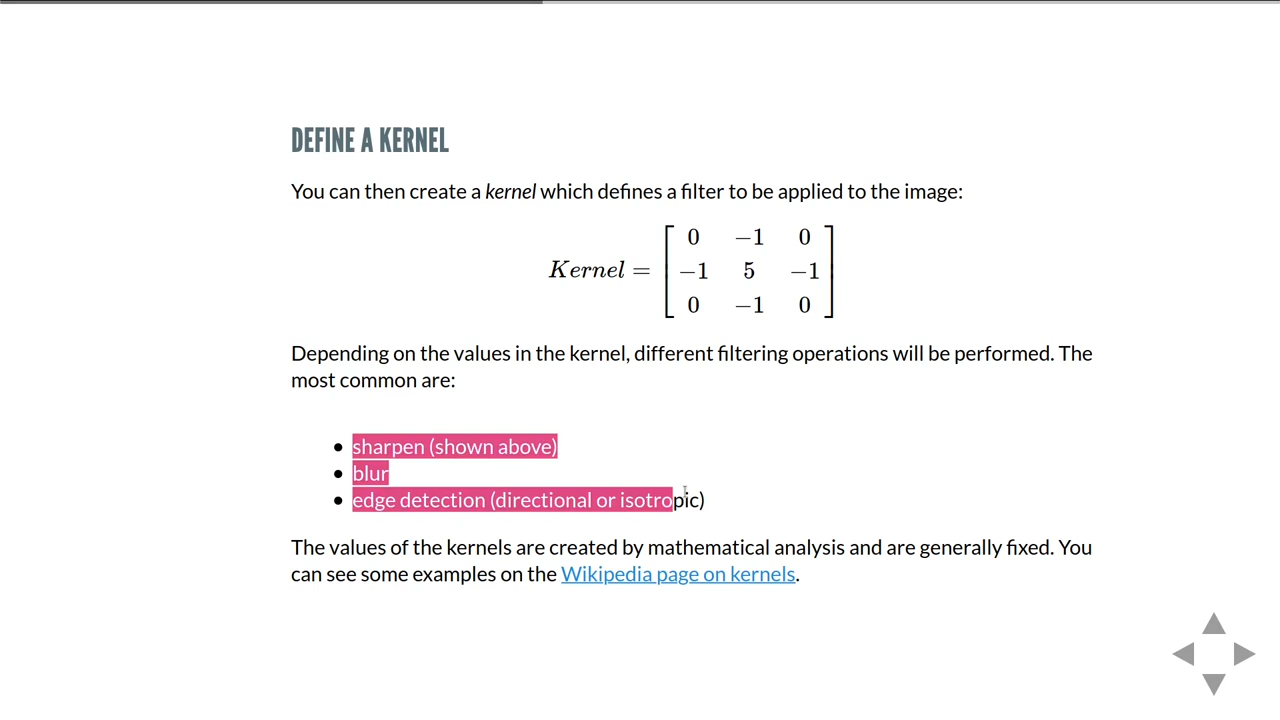 DEFINE A KERNEL
You can then create a kernel which defines a filter to be applied to the image:
0 −1 0
Kernel = −1 5 −1
0 −1 0
Depending on the values in the kernel, different filtering operations will be performed. The
most common are:
• sharpen (shown above)
• blur
• edge detection (directional or isotropic)
The values of the kernels are created by mathematical analysis and are generally fixed. You
can see some examples on the Wikipedia page on kernels.